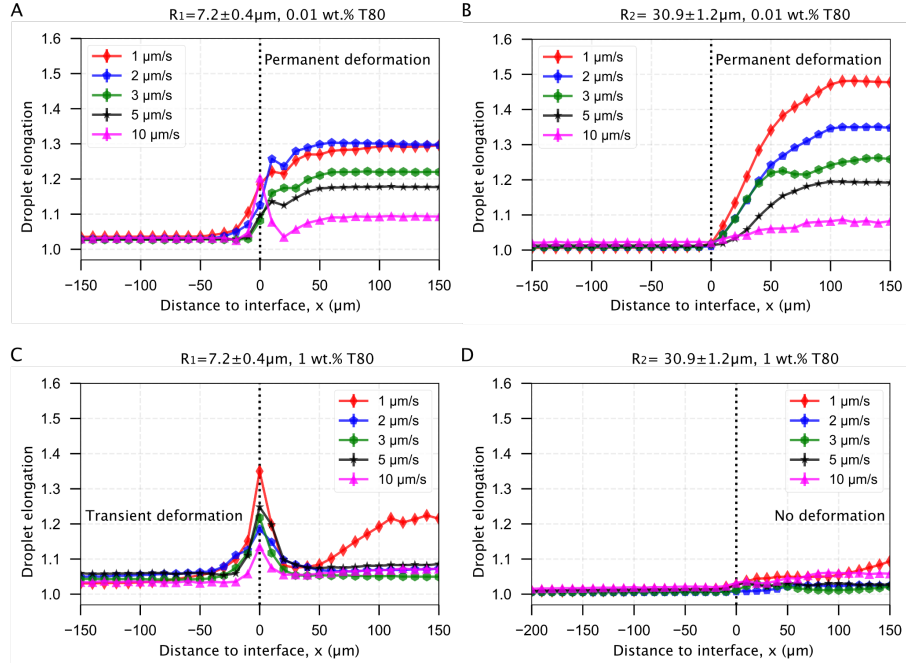 A
R1=7.2±0.4μm, 0.01 wt.% T80
1.6
1.5
1.4
1.3
1.2
1.1
1.0
Droplet elongation
1 μm/s
2 μm/s
3 μm/s
5 μm/s
10 μm/s
Permanent deformation
−150
−100
−50
0
50
100
150
Distance to interface, x (μm)
B
R2= 30.9±1.2μm, 0.01 wt.% T80
1.6
1.5
1.4
1.3
1.2
1.1
1.0
Droplet elongation
1 μm/s
2 μm/s
3 μm/s
5 μm/s
10 μm/s
Permanent deformation
−150
−100
−50
0
50
100
150
Distance to interface, x (μm)
C
R1=7.2±0.4μm, 1 wt.% T80
1.6
1.5
1.4
1.3
1.2
1.1
1.0
Droplet elongation
1 μm/s
2 μm/s
3 μm/s
5 μm/s
10 μm/s
Transient deformation
−150
−100
−50
0
50
100
150
Distance to interface, x (μm)
D
R2= 30.9±1.2μm, 1 wt.% T80
1.6
1.5
1.4
1.3
1.2
1.1
1.0
Droplet elongation
1 μm/s
2 μm/s
3 μm/s
5 μm/s
10 μm/s
No deformation
−200
−150
−100
−50
0
50
100
150
Distance to interface, x (μm)